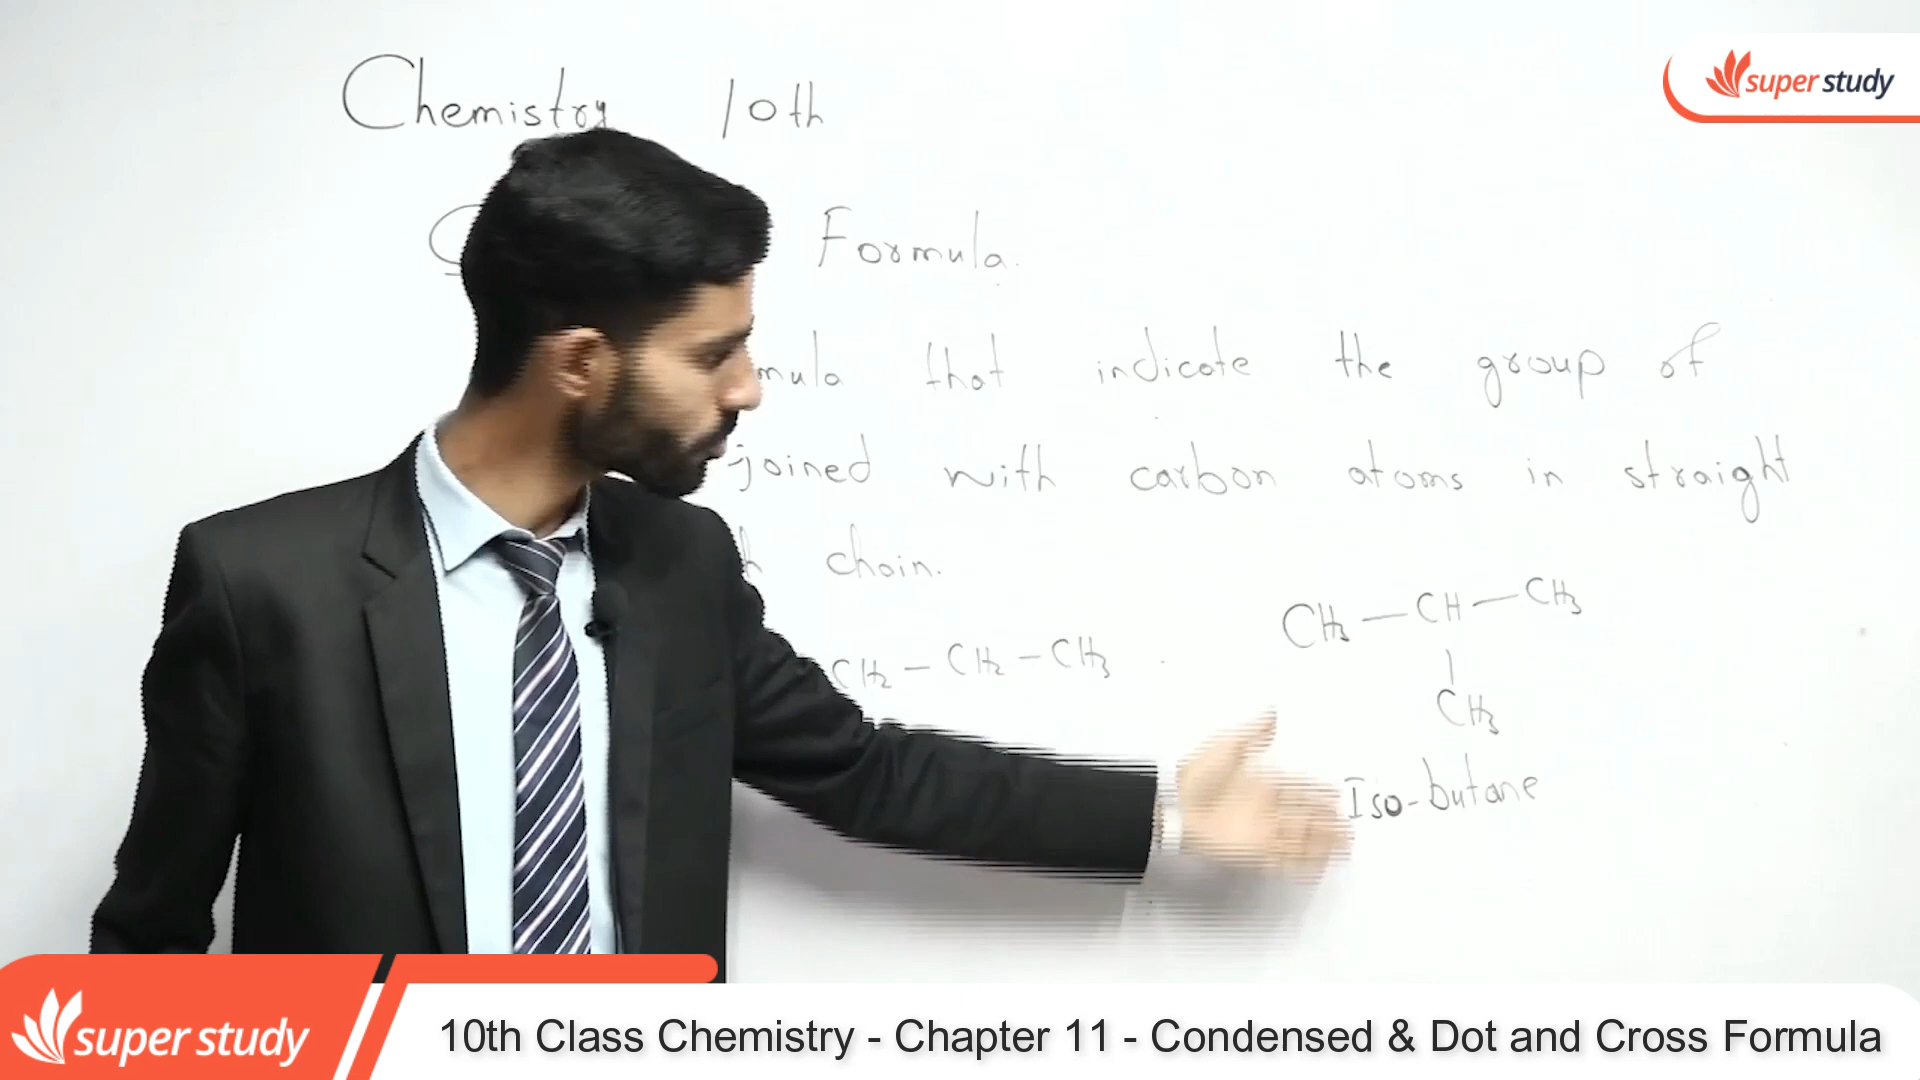 Chemistry 10th
super study
Formula.
that indicate the group of
joined with carbon atoms in straight
chain.
CH3 — CH — CH3
CH2 — CH2 — CH3
|
CH3
Iso-butane
super study
10th Class Chemistry - Chapter 11 - Condensed & Dot and Cross Formula